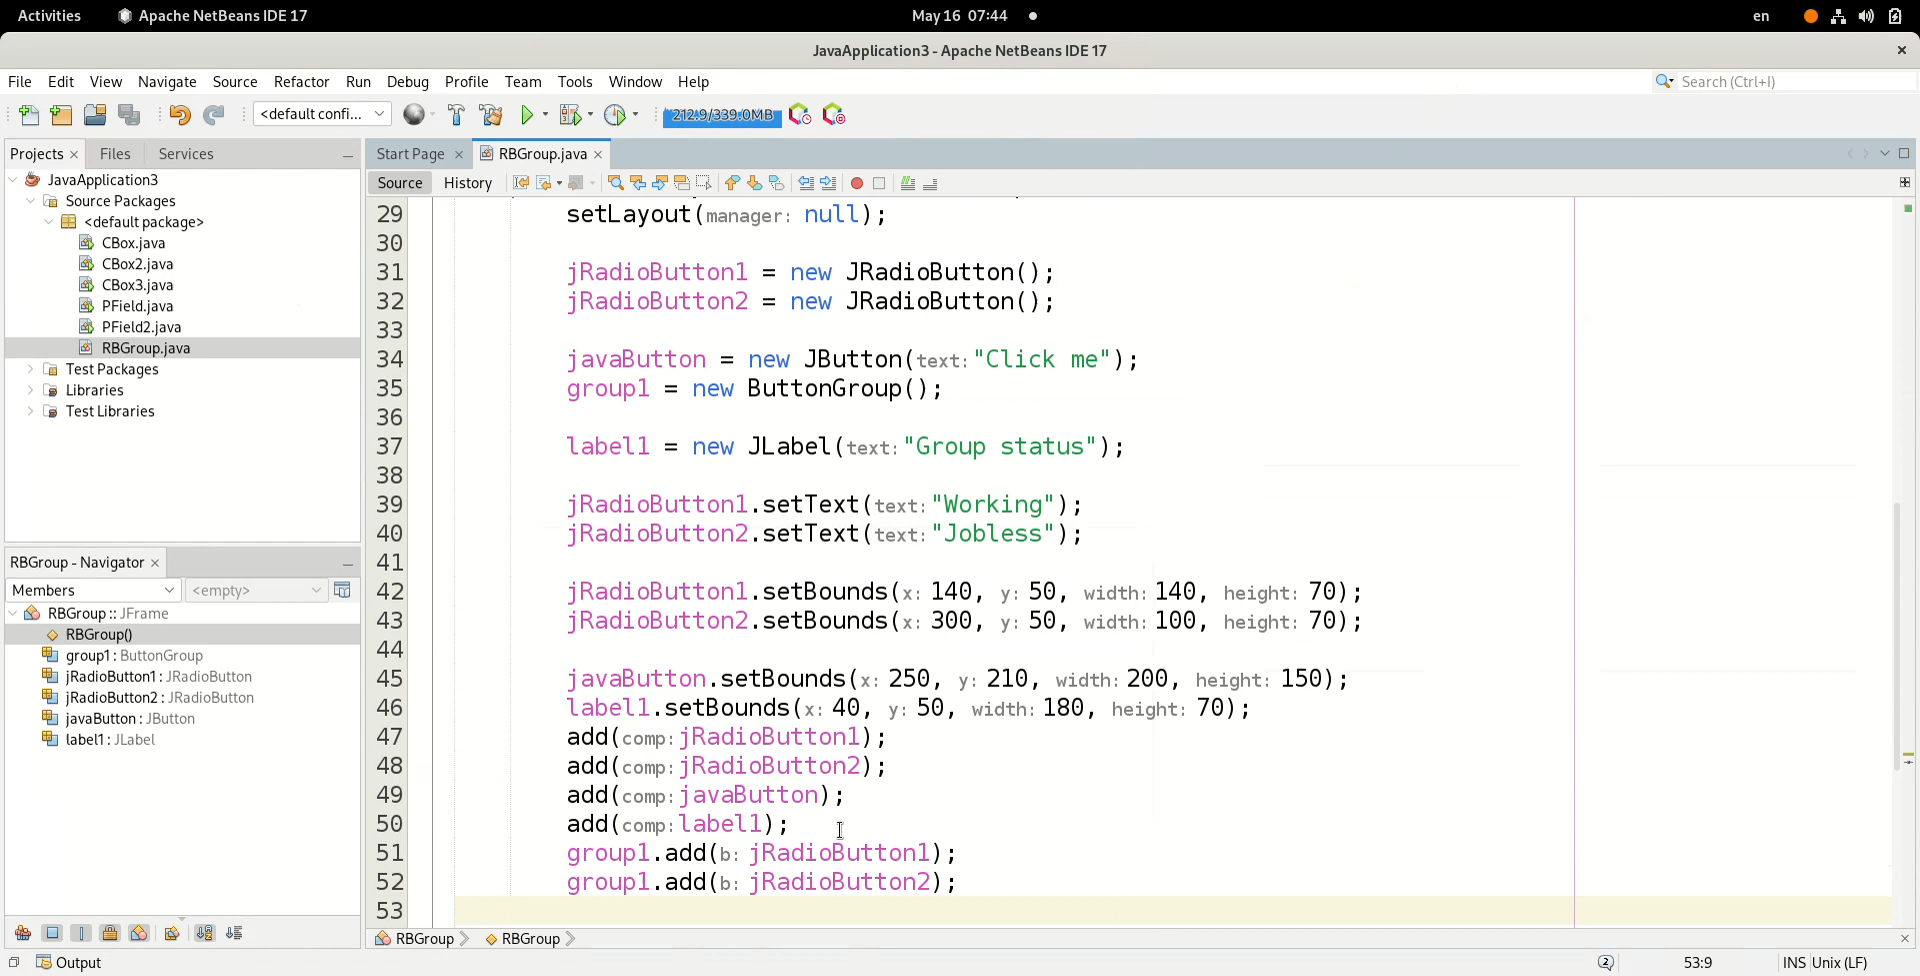 Activities
Apache NetBeans IDE 17
May 16 07:44
en
JavaApplication3 - Apache NetBeans IDE 17
File Edit View Navigate Source Refactor Run Debug Profile Team Tools Window Help
Search (Ctrl+I)
<default confi...
212.9/339.0MB
Projects Files Services
JavaApplication3
Source Packages
<default package>
CBox.java
CBox2.java
CBox3.java
PField.java
PField2.java
RBGroup.java
Test Packages
Libraries
Test Libraries
RBGroup - Navigator
Members
<empty>
RBGroup :: JFrame
RBGroup()
group1 : ButtonGroup
jRadioButton1 : JRadioButton
jRadioButton2 : JRadioButton
javaButton : JButton
label1 : JLabel
Start Page
RBGroup.java
Source History
29 setLayout(manager: null);
30
31 jRadioButton1 = new JRadioButton();
32 jRadioButton2 = new JRadioButton();
33
34 javaButton = new JButton(text:"Click me");
35 group1 = new ButtonGroup();
36
37 label1 = new JLabel(text:"Group status");
38
39 jRadioButton1.setText(text:"Working");
40 jRadioButton2.setText(text:"Jobless");
41
42 jRadioButton1.setBounds(x: 140, y: 50, width: 140, height: 70);
43 jRadioButton2.setBounds(x: 300, y: 50, width: 100, height: 70);
44
45 javaButton.setBounds(x: 250, y: 210, width: 200, height: 150);
46 label1.setBounds(x: 40, y: 50, width: 180, height: 70);
47 add(comp: jRadioButton1);
48 add(comp: jRadioButton2);
49 add(comp: javaButton);
50 add(comp: label1);
51 group1.add(b: jRadioButton1);
52 group1.add(b: jRadioButton2);
53
RBGroup RBGroup
Output
2
53:9
INS Unix (LF)